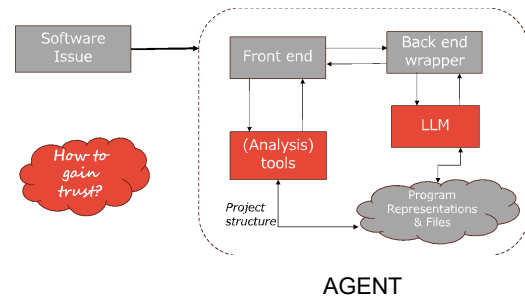 Software
Issue
Front end
Back end
wrapper
(Analysis)
tools
LLM
How to
gain
trust?
Project
structure
Program
Representations
& Files
AGENT